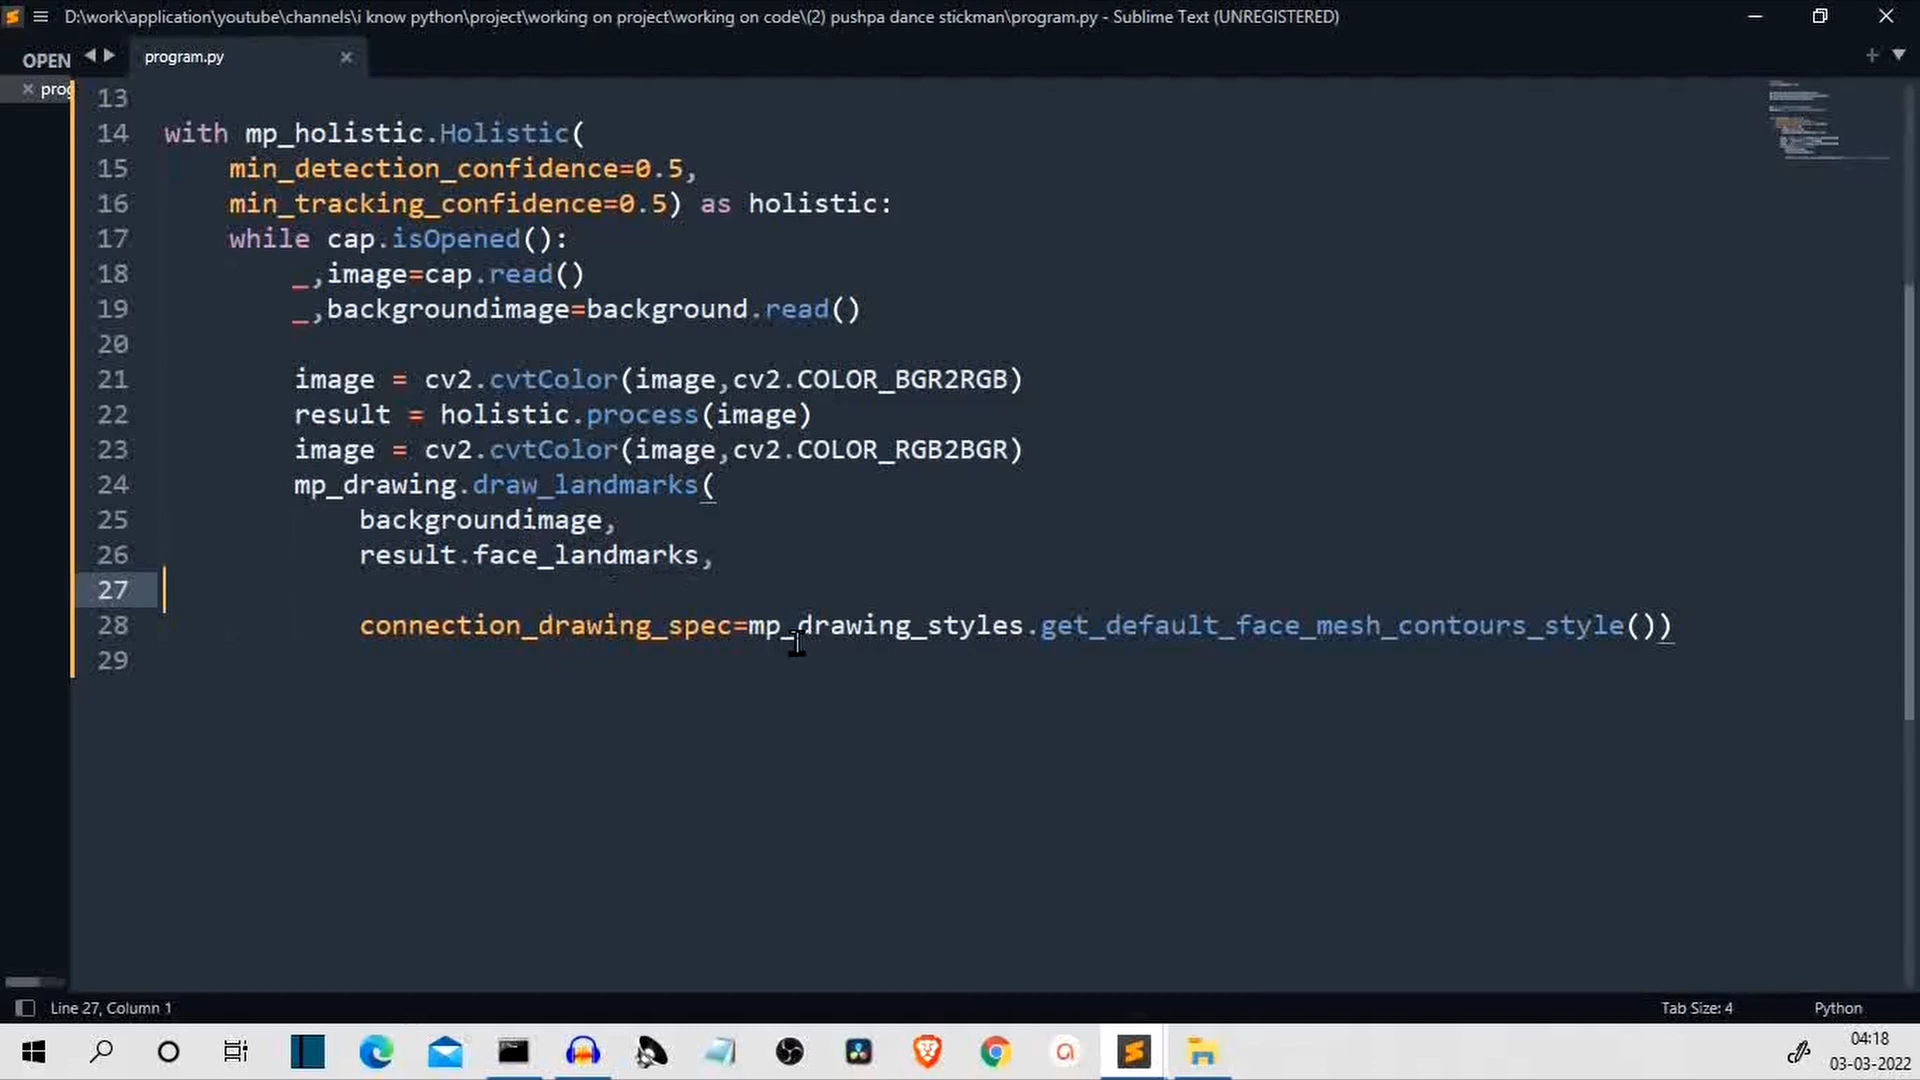 D:\work\application\youtube\channels\i know python\project\working on project\working on code\(2) pushpa dance stickman\program.py - Sublime Text (UNREGISTERED)
OPEN
program.py
prog
13
14 with mp_holistic.Holistic(
15 min_detection_confidence=0.5,
16 min_tracking_confidence=0.5) as holistic:
17 while cap.isOpened():
18 _,image=cap.read()
19 _,backgroundimage=background.read()
20
21 image = cv2.cvtColor(image,cv2.COLOR_BGR2RGB)
22 result = holistic.process(image)
23 image = cv2.cvtColor(image,cv2.COLOR_RGB2BGR)
24 mp_drawing.draw_landmarks(
25 backgroundimage,
26 result.face_landmarks,
27
28 connection_drawing_spec=mp_drawing_styles.get_default_face_mesh_contours_style())
29
Line 27, Column 1
Tab Size: 4
Python
04:18
03-03-2022